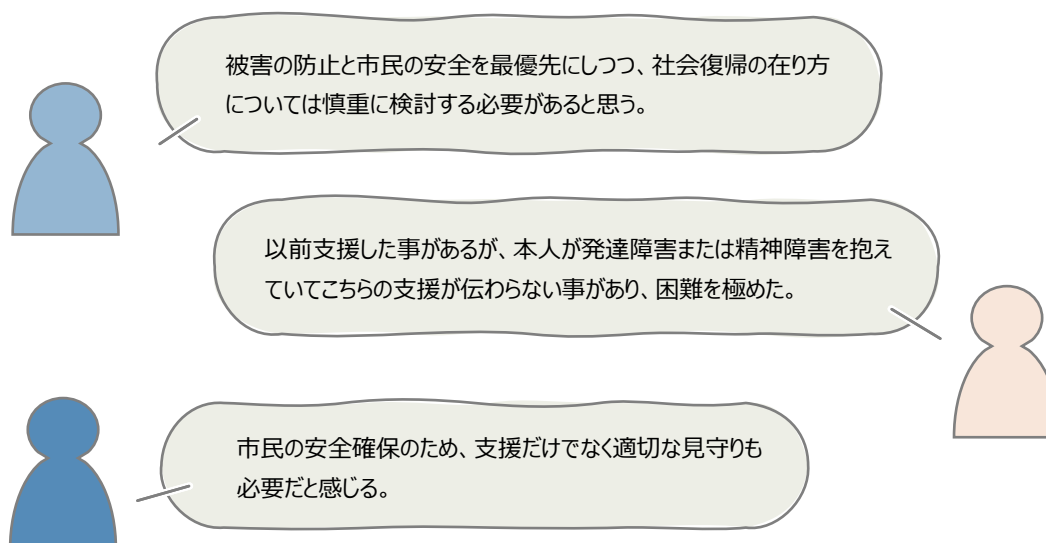 被害の防止と市民の安全を最優先にしつつ、社会復帰の在り方
については慎重に検討する必要があると思う。
以前支援した事があるが、本人が発達障害または精神障害を抱え
ていてこちらの支援が伝わらない事があり、困難を極めた。
市民の安全確保のため、支援だけでなく適切な見守りも
必要だと感じる。